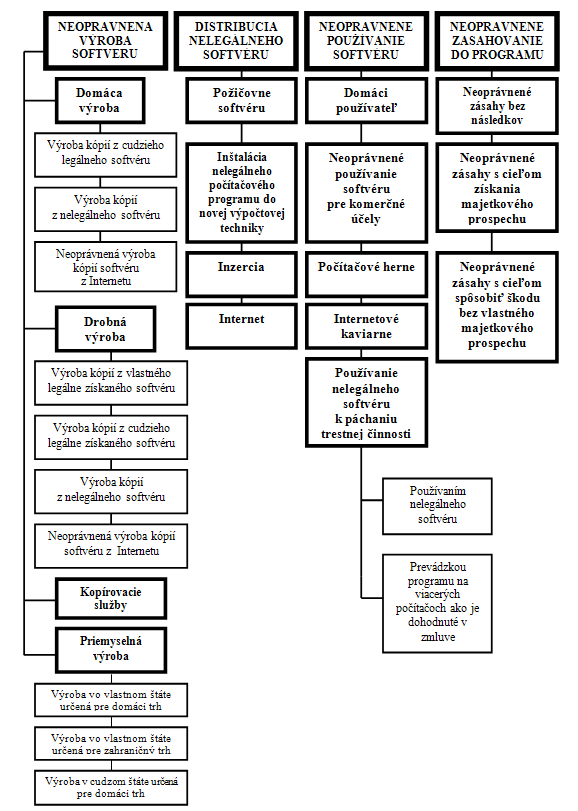 NEOPRÁVNENÁ
VÝROBA
SOFTVÉRU
Domáca
výroba
Výroba kópií z cudzieho
legálneho softvéru
Výroba kópií
z nelegálneho softvéru
Neoprávnená výroba
kópií softvéru
z Internetu
Drobná
výroba
Výroba kópií z vlastného
legálne získaného softvéru
Výroba kópií z cudzieho
legálne získaného softvéru
Výroba kópií
z nelegálneho softvéru
Neoprávnená výroba kópií
softvéru z Internetu
Kopírovacie
služby
Priemyselná
výroba
Výroba vo vlastnom štáte
určená pre domáci trh
Výroba vo vlastnom štáte
určená pre zahraničný trh
Výroba v cudzom štáte určená
pre domáci trh
DISTRIBÚCIA
NELEGÁLNEHO
SOFTVÉRU
Požičovne
softvéru
Inštalácia
nelegálneho
počítačového
programu do
novej výpočtovej
techniky
Inzercia
Internet
NEOPRÁVNENÉ
POUŽÍVANIE
SOFTVÉRU
Domáci
používateľ
Neoprávnené
používanie
softvéru
pre komerčné
účely
Počítačové herne
Internetové
kaviarne
Používanie
nelegálneho
softvéru
k páchaniu
trestnej činnosti
Používaním
nelegálneho
softvéru
Prevádzkou
programu na
viacerých
počítačoch ako je
dohodnuté v
zmluve
NEOPRÁVNENÉ
ZASAHOVANIE
DO PROGRAMU
Neoprávnené
zásahy bez
následkov
Neoprávnené
zásahy s cieľom
získania
majetkového
prospechu
Neoprávnené
zásahy s cieľom
spôsobiť škodu
bez vlastného
majetkového
prospechu